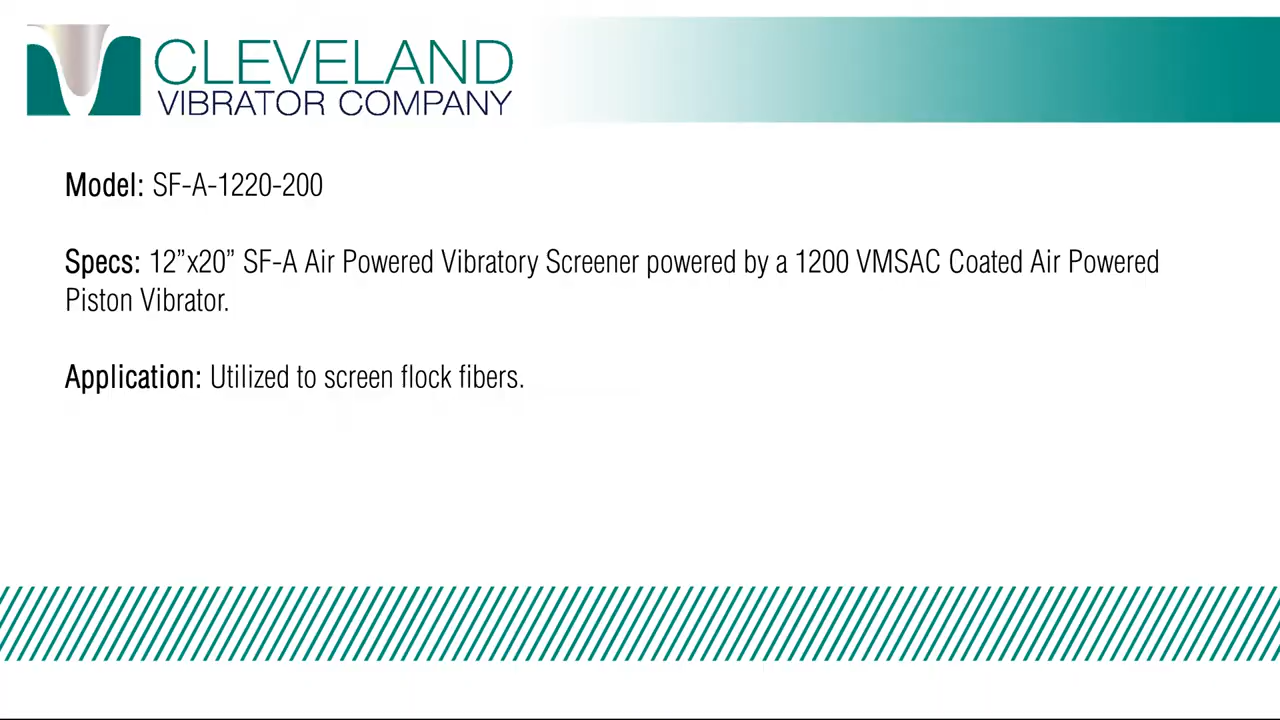 CLEVELAND
VIBRATOR COMPANY
Model: SF-A-1220-200
Specs: 12”x20” SF-A Air Powered Vibratory Screener powered by a 1200 VMSAC Coated Air Powered
Piston Vibrator.
Application: Utilized to screen flock fibers.